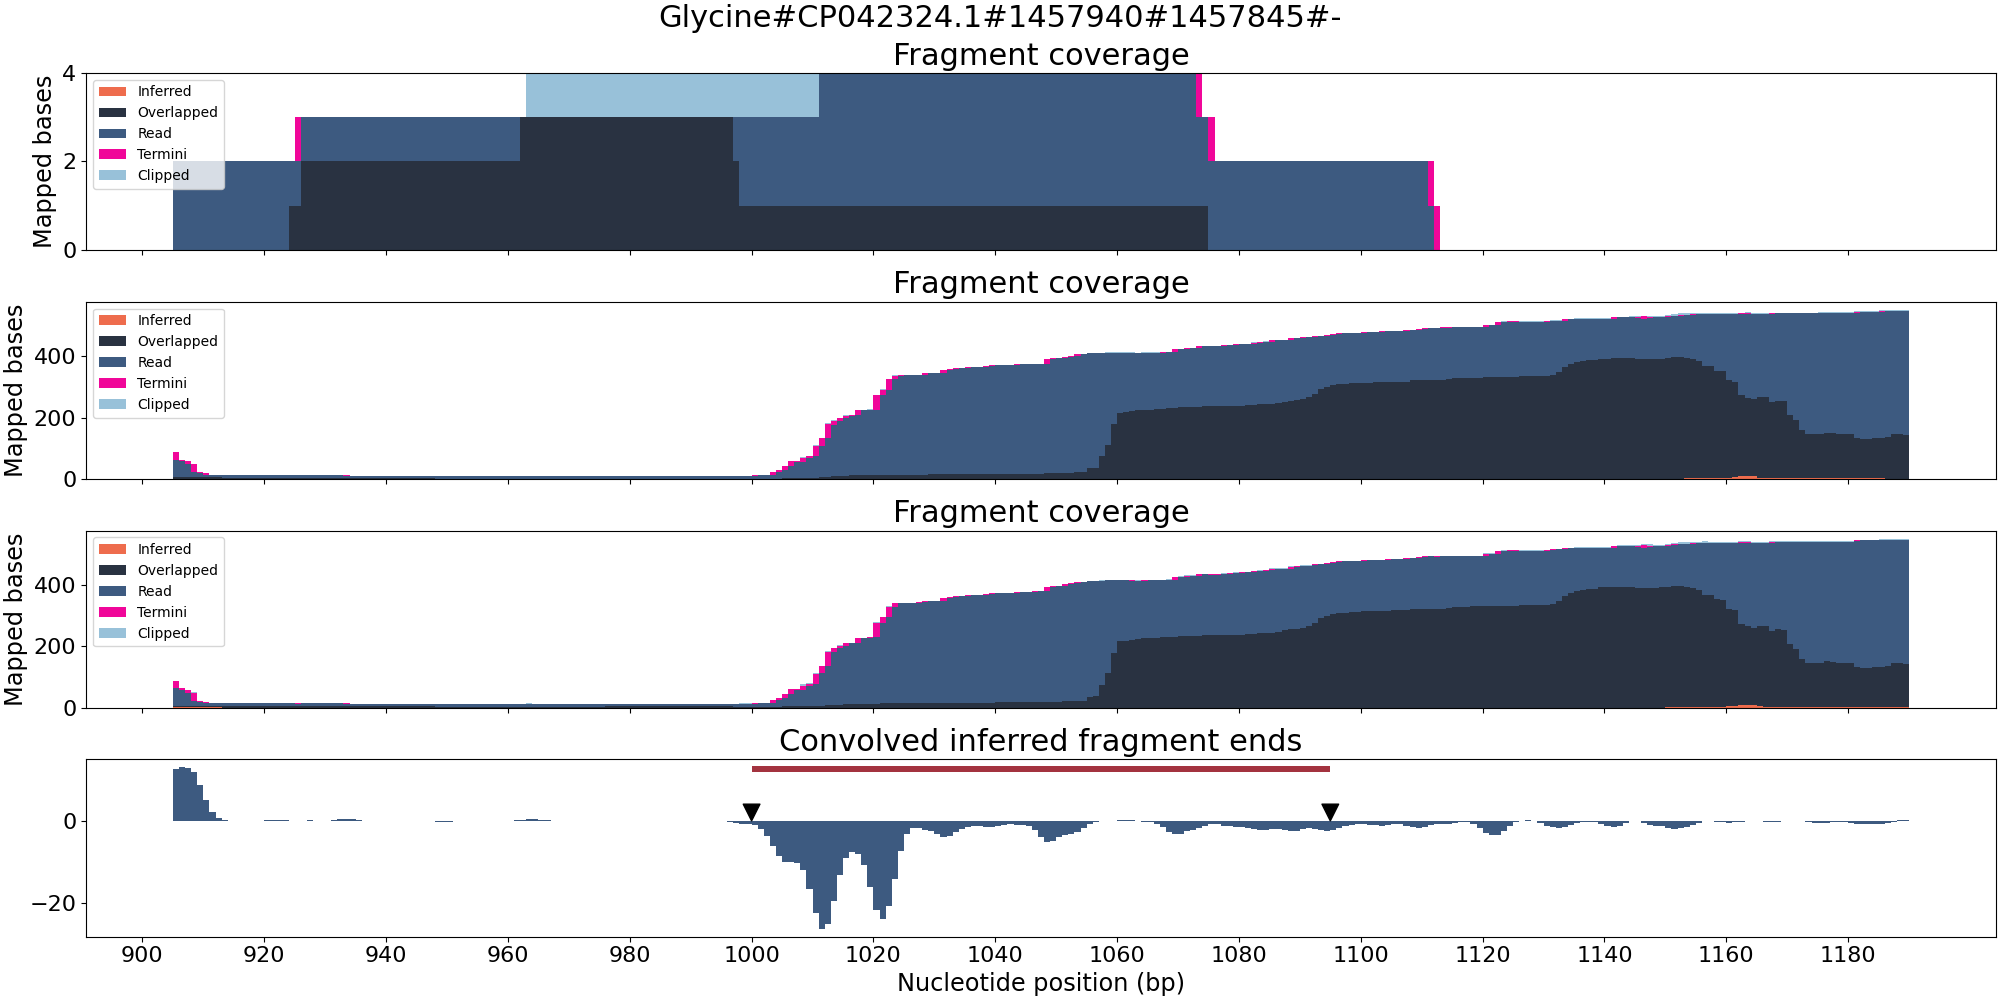 Glycine#CP042324.1#1457940#1457845#-
Fragment coverage
Mapped bases
4
2
0
Inferred
Overlapped
Read
Termini
Clipped
Fragment coverage
Mapped bases
400
200
0
Inferred
Overlapped
Read
Termini
Clipped
Fragment coverage
Mapped bases
400
200
0
Inferred
Overlapped
Read
Termini
Clipped
Convolved inferred fragment ends
0
−20
900 920 940 960 980 1000 1020 1040 1060 1080 1100 1120 1140 1160 1180
Nucleotide position (bp)